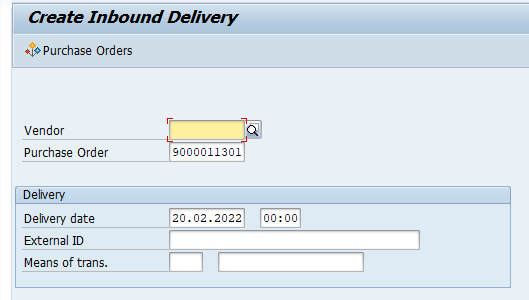 Create Inbound Delivery
Purchase Orders
Vendor
Purchase Order 9000011301
Delivery
Delivery date 20.02.2022 00:00
External ID
Means of trans.